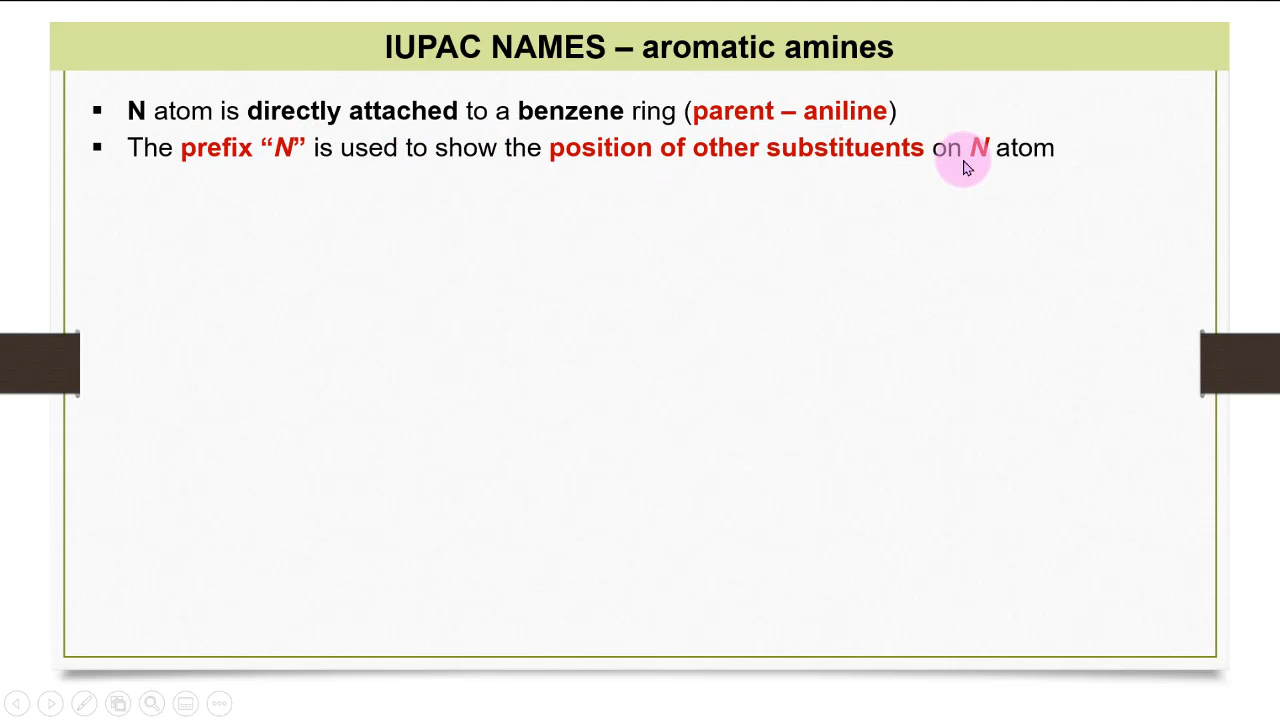 IUPAC NAMES – aromatic amines
▪ N atom is directly attached to a benzene ring (parent – aniline)
▪ The prefix “N” is used to show the position of other substituents on N atom